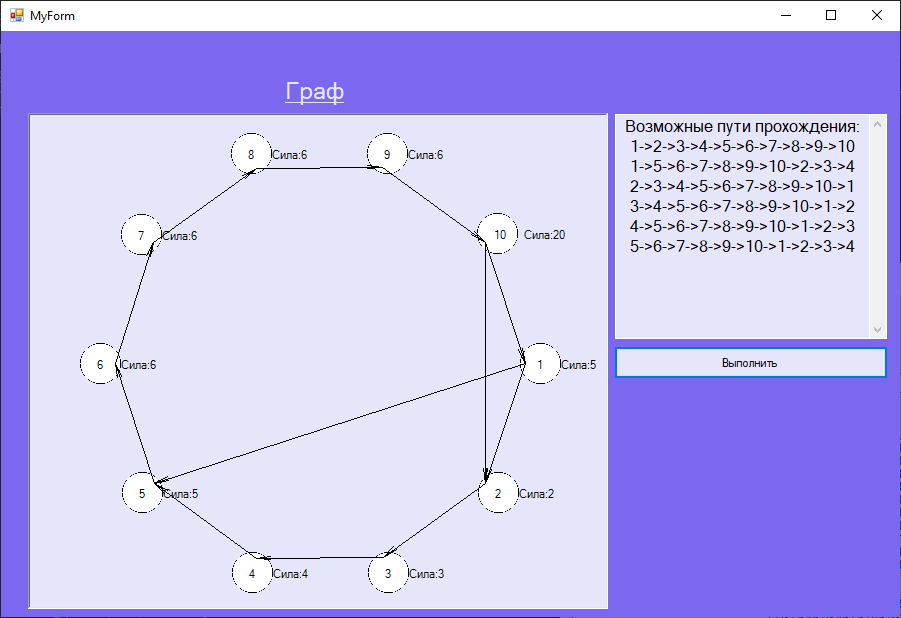 MyForm
Граф
Возможные пути прохождения:
1->2->3->4->5->6->7->8->9->10
1->5->6->7->8->9->10->2->3->4
2->3->4->5->6->7->8->9->10->1
3->4->5->6->7->8->9->10->1->2
4->5->6->7->8->9->10->1->2->3
5->6->7->8->9->10->1->2->3->4
Выполнить
8 Сила:6
9 Сила:6
7 Сила:6
10 Сила:20
6 Сила:6
1 Сила:5
5 Сила:5
2 Сила:2
4 Сила:4
3 Сила:3